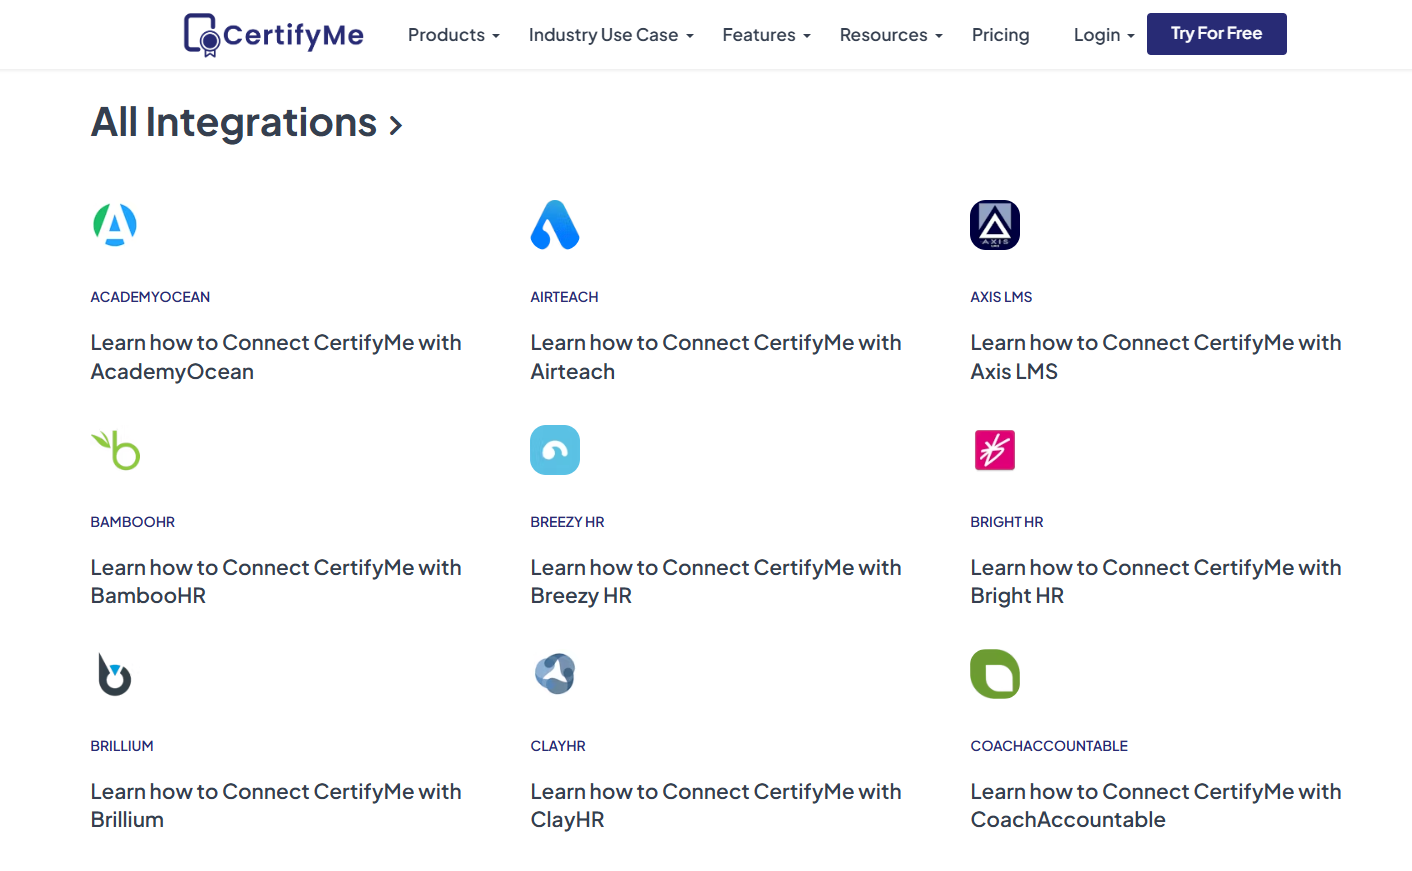 CertifyMe Products Industry Use Case Features Resources Pricing Login Try For Free
All Integrations
AXIS
ACADEMYOCEAN AIRTEACH AXIS LMS
Learn how to Connect CertifyMe with Learn how to Connect CertifyMe with Learn how to Connect CertifyMe with
AcademyOcean Airteach Axis LMS
BAMBOOHR BREEZY HR BRIGHT HR
Learn how to Connect CertifyMe with Learn how to Connect CertifyMe with Learn how to Connect CertifyMe with
BambooHR Breezy HR Bright HR
BRILLIUM CLAYHR COACHACCOUNTABLE
Learn how to Connect CertifyMe with Learn how to Connect CertifyMe with Learn how to Connect CertifyMe with
Brillium ClayHR CoachAccountable